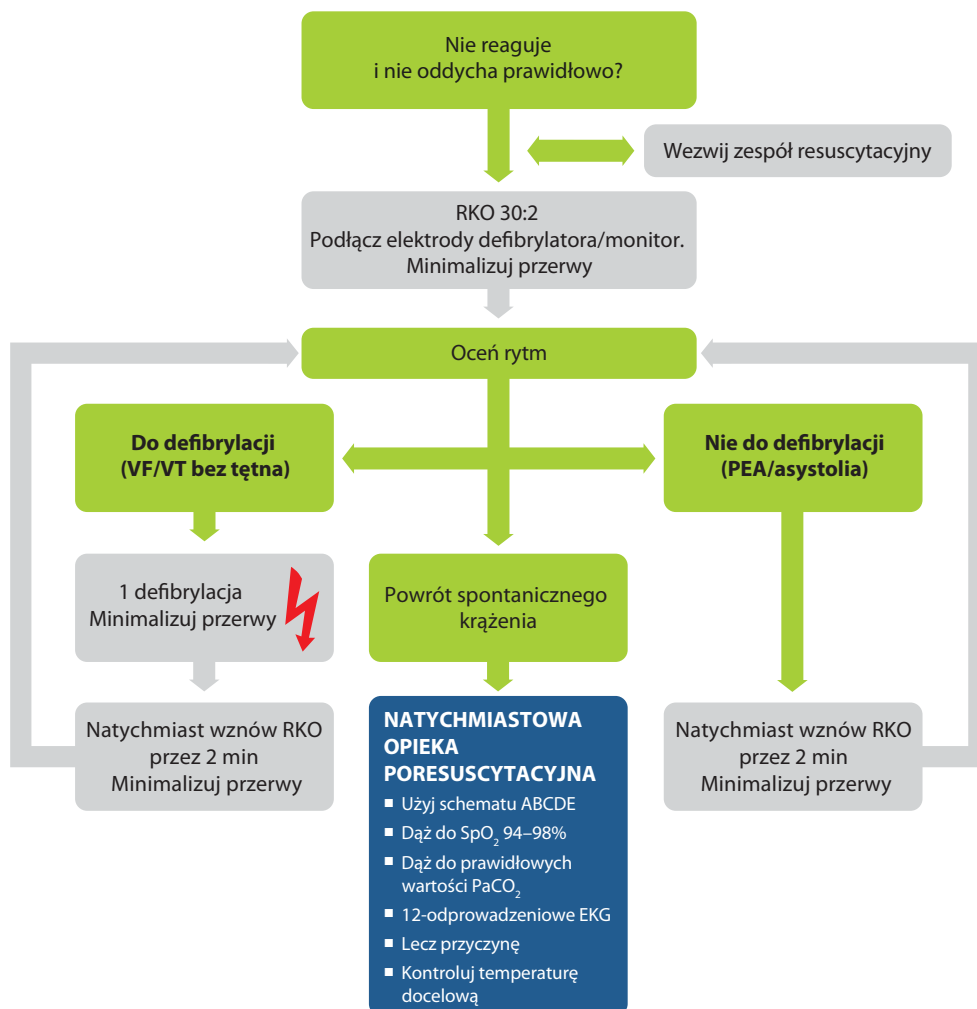 Nie reaguje
i nie oddycha prawidłowo?
Wezwij zespół resuscytacyjny
RKO 30:2
Podłącz elektrody defibrylatora/monitor.
Minimalizuj przerwy
Oceń rytm
Do defibrylacji
(VF/VT bez tętna)
Nie do defibrylacji
(PEA/asystolia)
1 defibrylacja
Minimalizuj przerwy
Powrót spontanicznego
krążenia
Natychmiast wznów RKO
przez 2 min
Minimalizuj przerwy
NATYCHMIASTOWA
OPIEKA
PORESUSCYTACYJNA
▪ Użyj schematu ABCDE
▪ Dąż do SpO₂ 94–98%
▪ Dąż do prawidłowych
wartości PaCO₂
▪ 12-odprowadzeniowe EKG
▪ Lecz przyczynę
▪ Kontroluj temperaturę
docelową
Natychmiast wznów RKO
przez 2 min
Minimalizuj przerwy